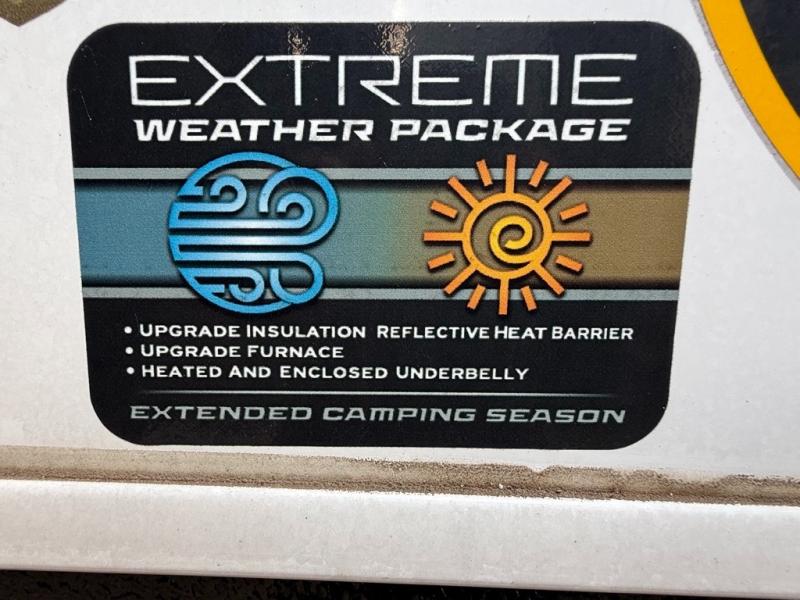 EXTREME
WEATHER PACKAGE
• UPGRADE INSULATION REFLECTIVE HEAT BARRIER
• UPGRADE FURNACE
• HEATED AND ENCLOSED UNDERBELLY
EXTENDED CAMPING SEASON